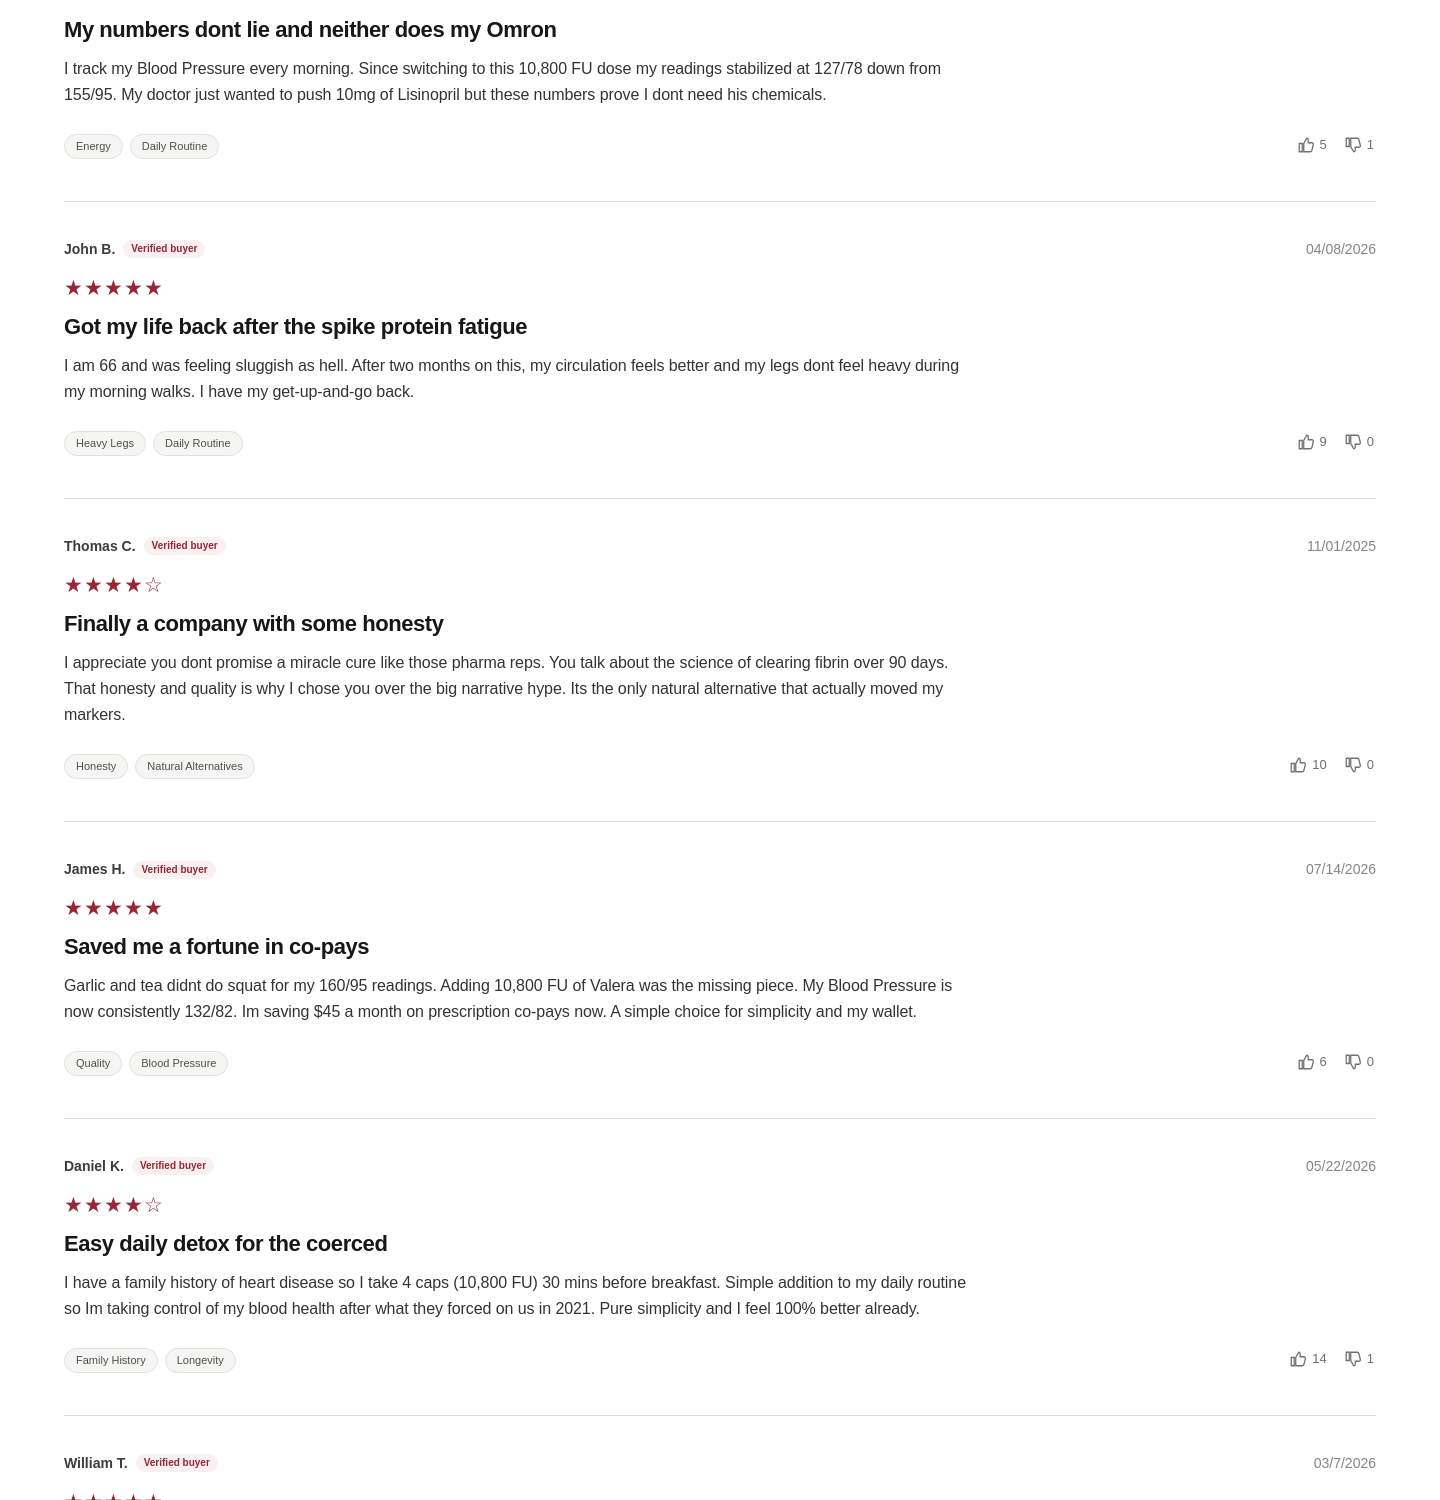 My numbers dont lie and neither does my Omron
I track my Blood Pressure every morning. Since switching to this 10,800 FU dose my readings stabilized at 127/78 down from
155/95. My doctor just wanted to push 10mg of Lisinopril but these numbers prove I dont need his chemicals.
Energy Daily Routine 5 1
John B. Verified buyer 04/08/2026
★★★★★
Got my life back after the spike protein fatigue
I am 66 and was feeling sluggish as hell. After two months on this, my circulation feels better and my legs dont feel heavy during
my morning walks. I have my get-up-and-go back.
Heavy Legs Daily Routine 9 0
Thomas C. Verified buyer 11/01/2025
★★★★☆
Finally a company with some honesty
I appreciate you dont promise a miracle cure like those pharma reps. You talk about the science of clearing fibrin over 90 days.
That honesty and quality is why I chose you over the big narrative hype. Its the only natural alternative that actually moved my
markers.
Honesty Natural Alternatives 10 0
James H. Verified buyer 07/14/2026
★★★★★
Saved me a fortune in co-pays
Garlic and tea didnt do squat for my 160/95 readings. Adding 10,800 FU of Valera was the missing piece. My Blood Pressure is
now consistently 132/82. Im saving $45 a month on prescription co-pays now. A simple choice for simplicity and my wallet.
Quality Blood Pressure 6 0
Daniel K. Verified buyer 05/22/2026
★★★★☆
Easy daily detox for the coerced
I have a family history of heart disease so I take 4 caps (10,800 FU) 30 mins before breakfast. Simple addition to my daily routine
so Im taking control of my blood health after what they forced on us in 2021. Pure simplicity and I feel 100% better already.
Family History Longevity 14 1
William T. Verified buyer 03/7/2026
★★★★★